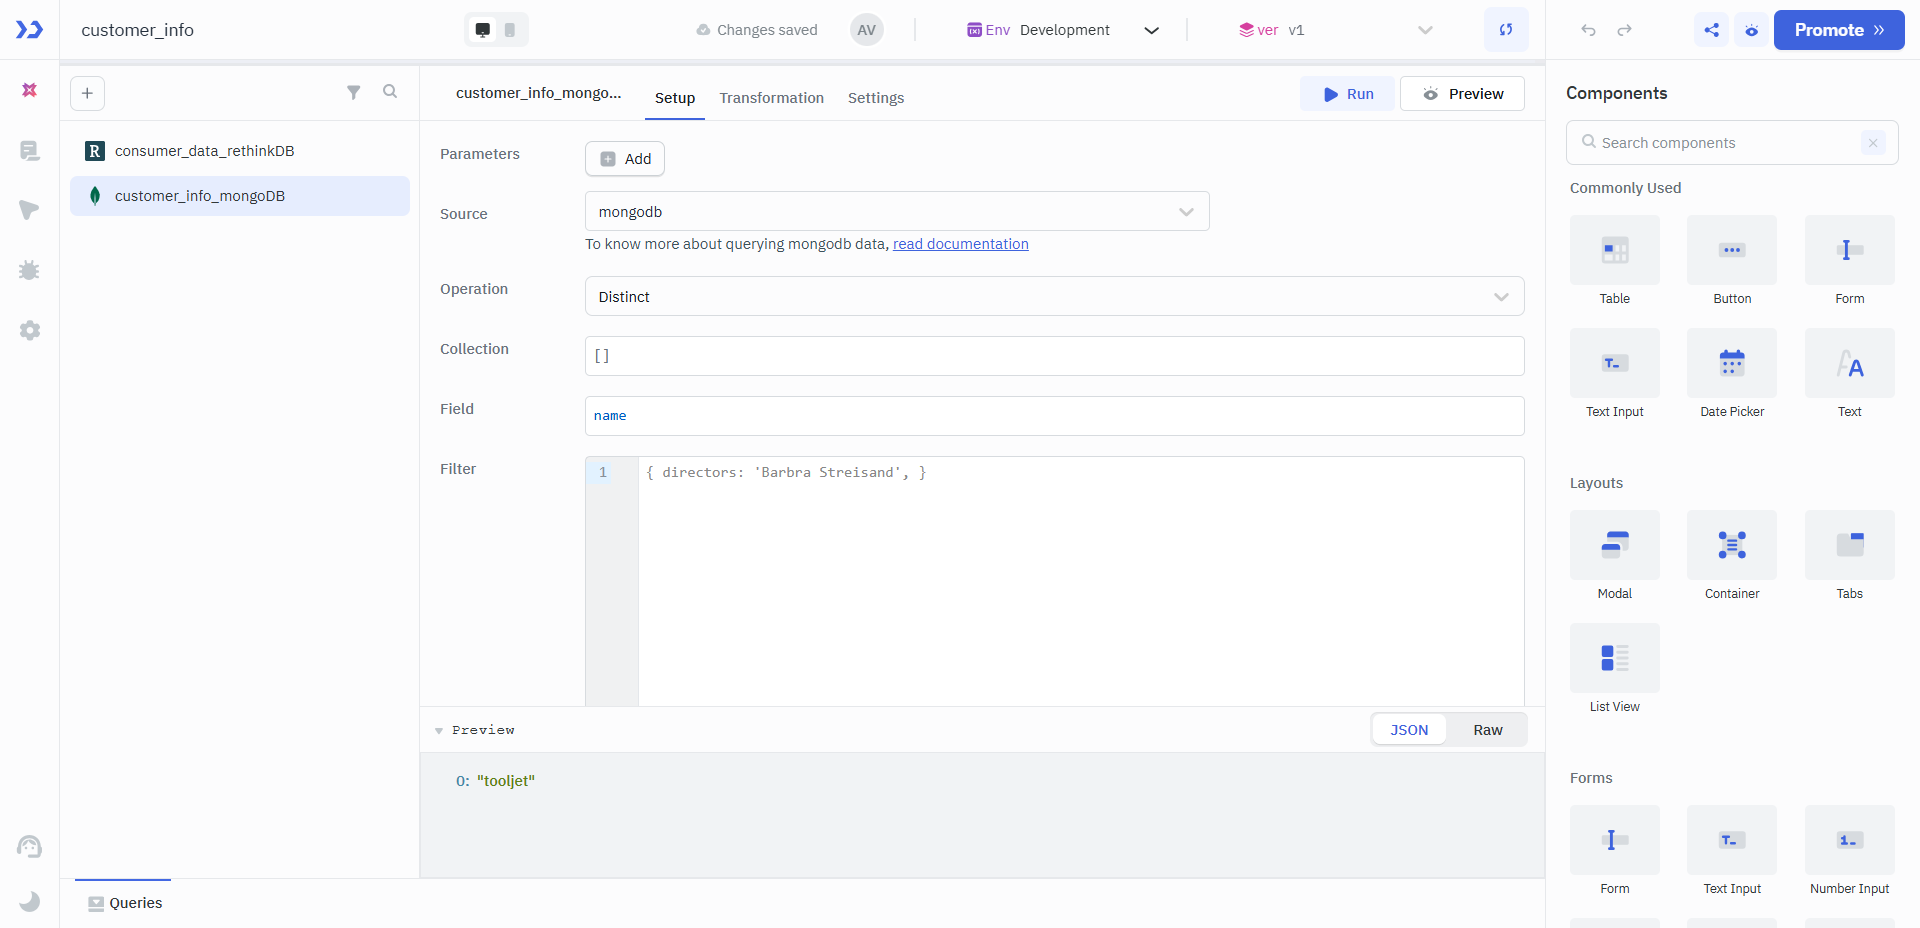 customer_info
Changes saved
AV
Env Development
ver v1
Promote
consumer_data_rethinkDB
customer_info_mongoDB
customer_info_mongo...
Setup
Transformation
Settings
Run
Preview
Parameters
Add
Source
mongodb
To know more about querying mongodb data, read documentation
Operation
Distinct
Collection
[]
Field
name
Filter
1
{ directors: 'Barbra Streisand', }
Preview
JSON
Raw
0: "tooljet"
Queries
Components
Search components
Commonly Used
Table
Button
Form
Text Input
Date Picker
Text
Layouts
Modal
Container
Tabs
List View
Forms
Form
Text Input
Number Input